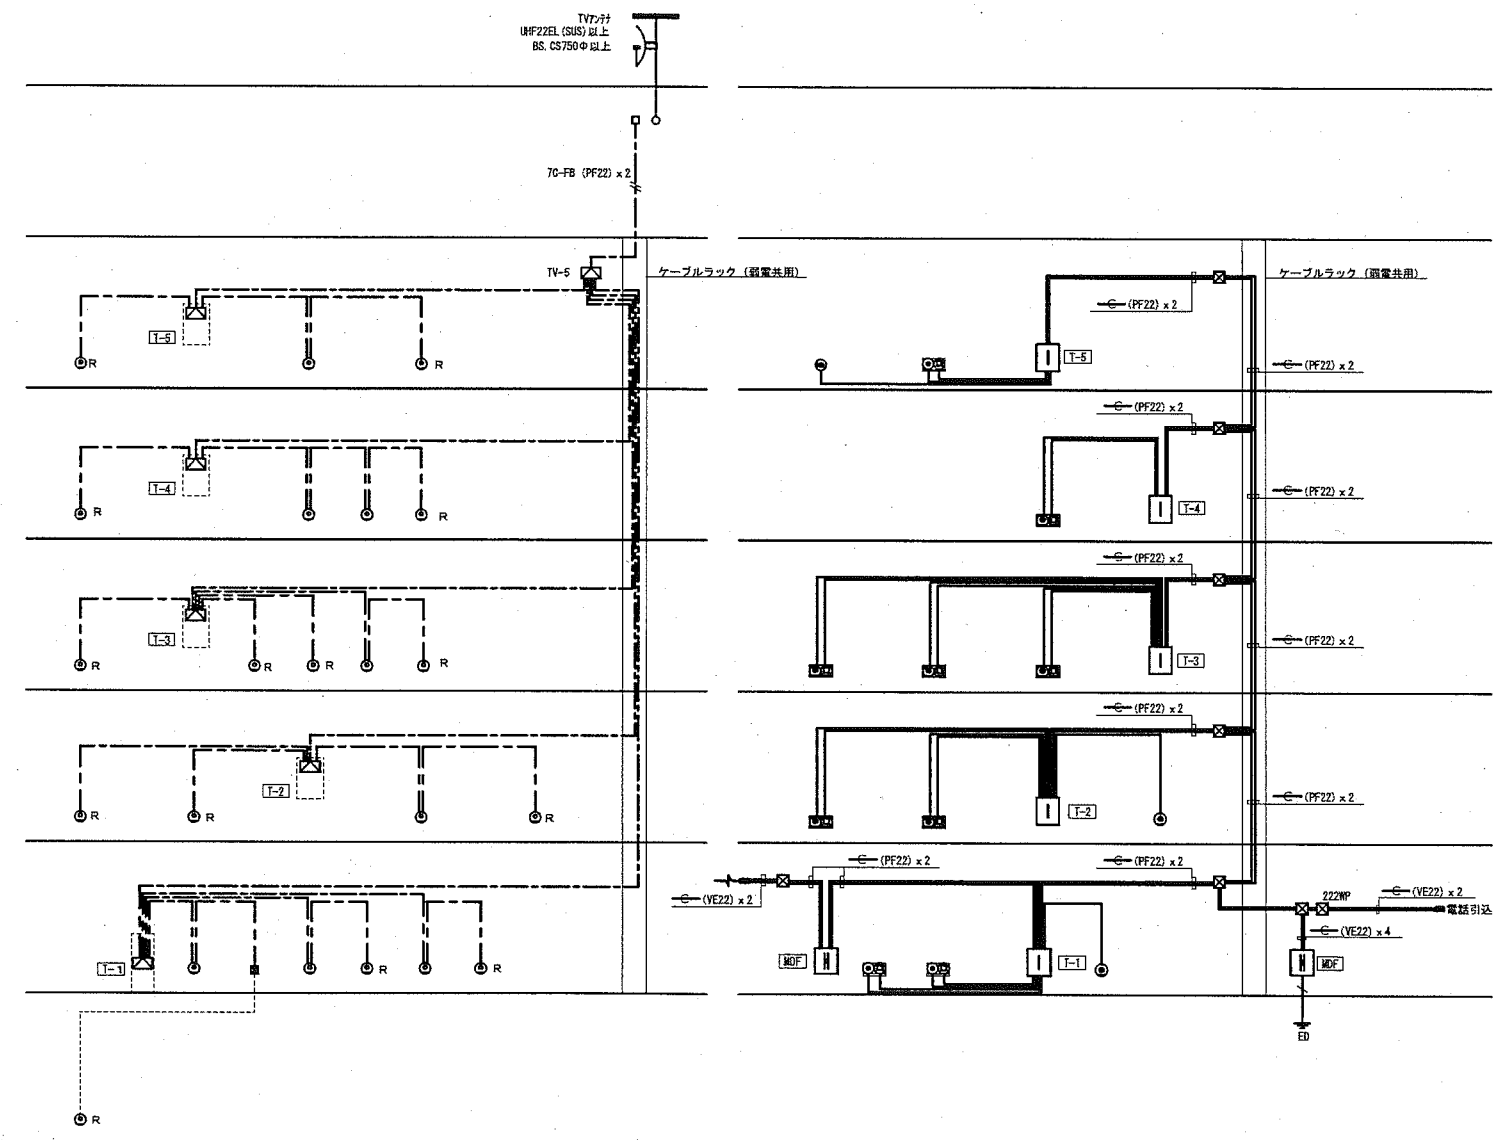 TVアンテナ
UHF22EL(SUS)以上
BS,CS750Φ以上
7C-FB (PF22) x 2
TV-5
ケーブルラック (弱電共用)
T-5
R
R
T-4
R
R
T-3
R
R
R
R
T-2
R
R
R
T-1
R
R
R
ケーブルラック (弱電共用)
(PF22) x 2
T-5
(PF22) x 2
(PF22) x 2
T-4
(PF22) x 2
(PF22) x 2
T-3
(PF22) x 2
(PF22) x 2
T-2
(PF22) x 2
(PF22) x 2
(PF22) x 2
(VE22) x 2
222WP
(VE22) x 2
電話引込
(VE22) x 4
MDF
T-1
MDF
ED